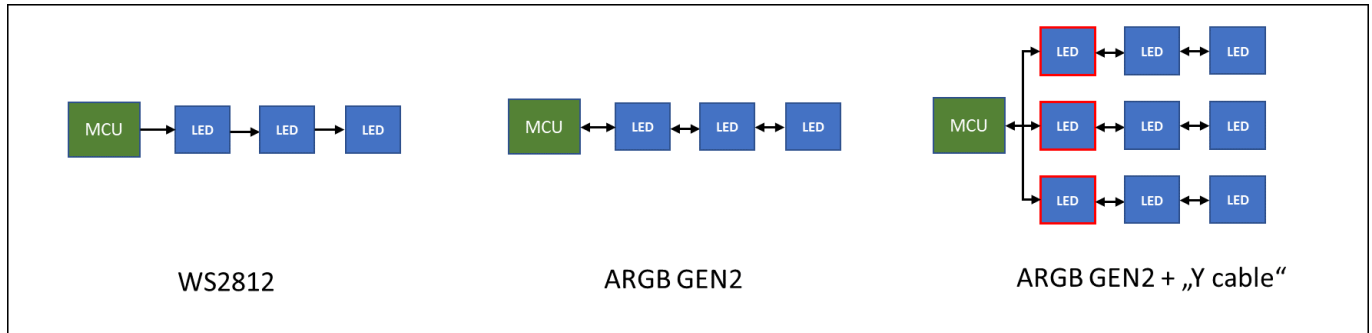 MCU LED LED LED
WS2812
MCU LED LED LED
ARGB GEN2
LED LED LED
MCU LED LED LED
LED LED LED
ARGB GEN2 + „Y cable“